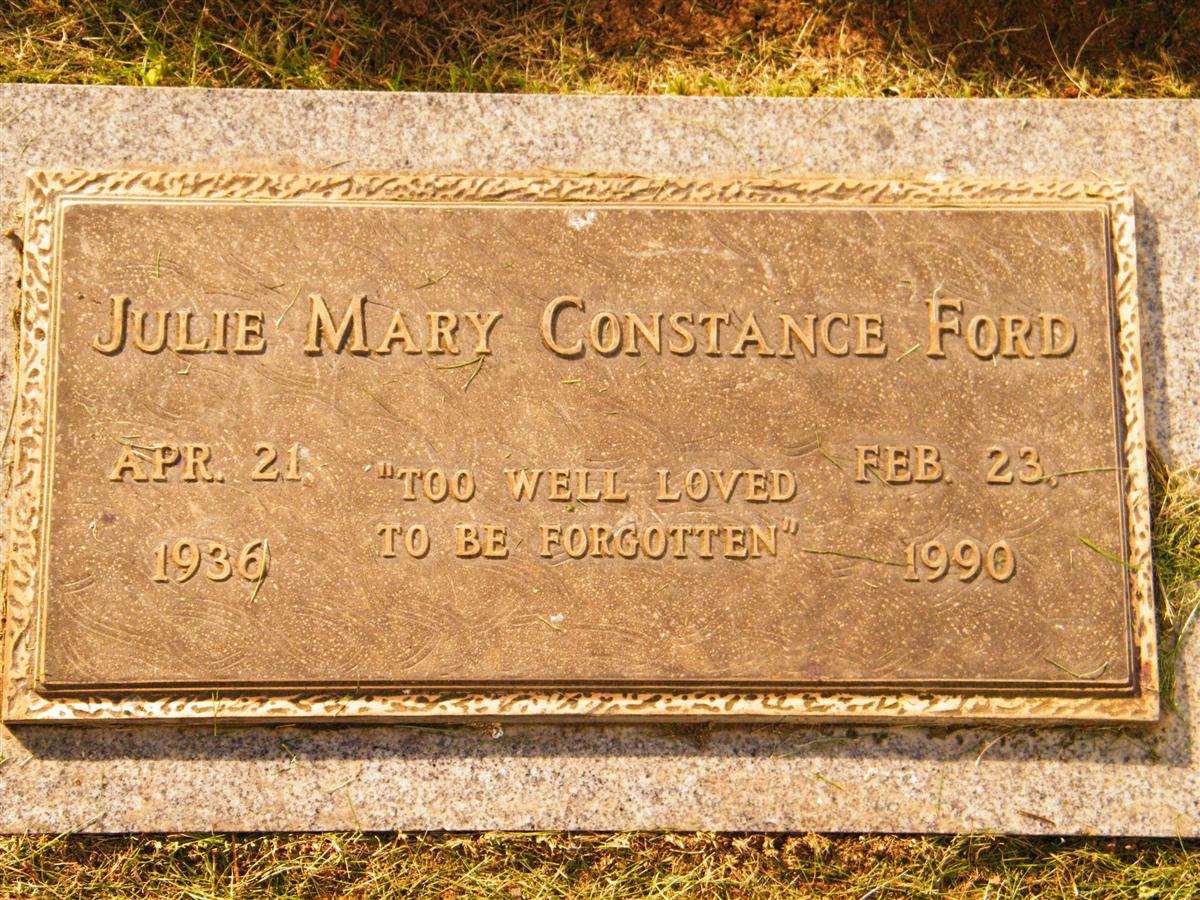 JULIE MARY CONSTANCE FORD
APR. 21, "TOO WELL LOVED FEB. 23,
1936 TO BE FORGOTTEN" 1990